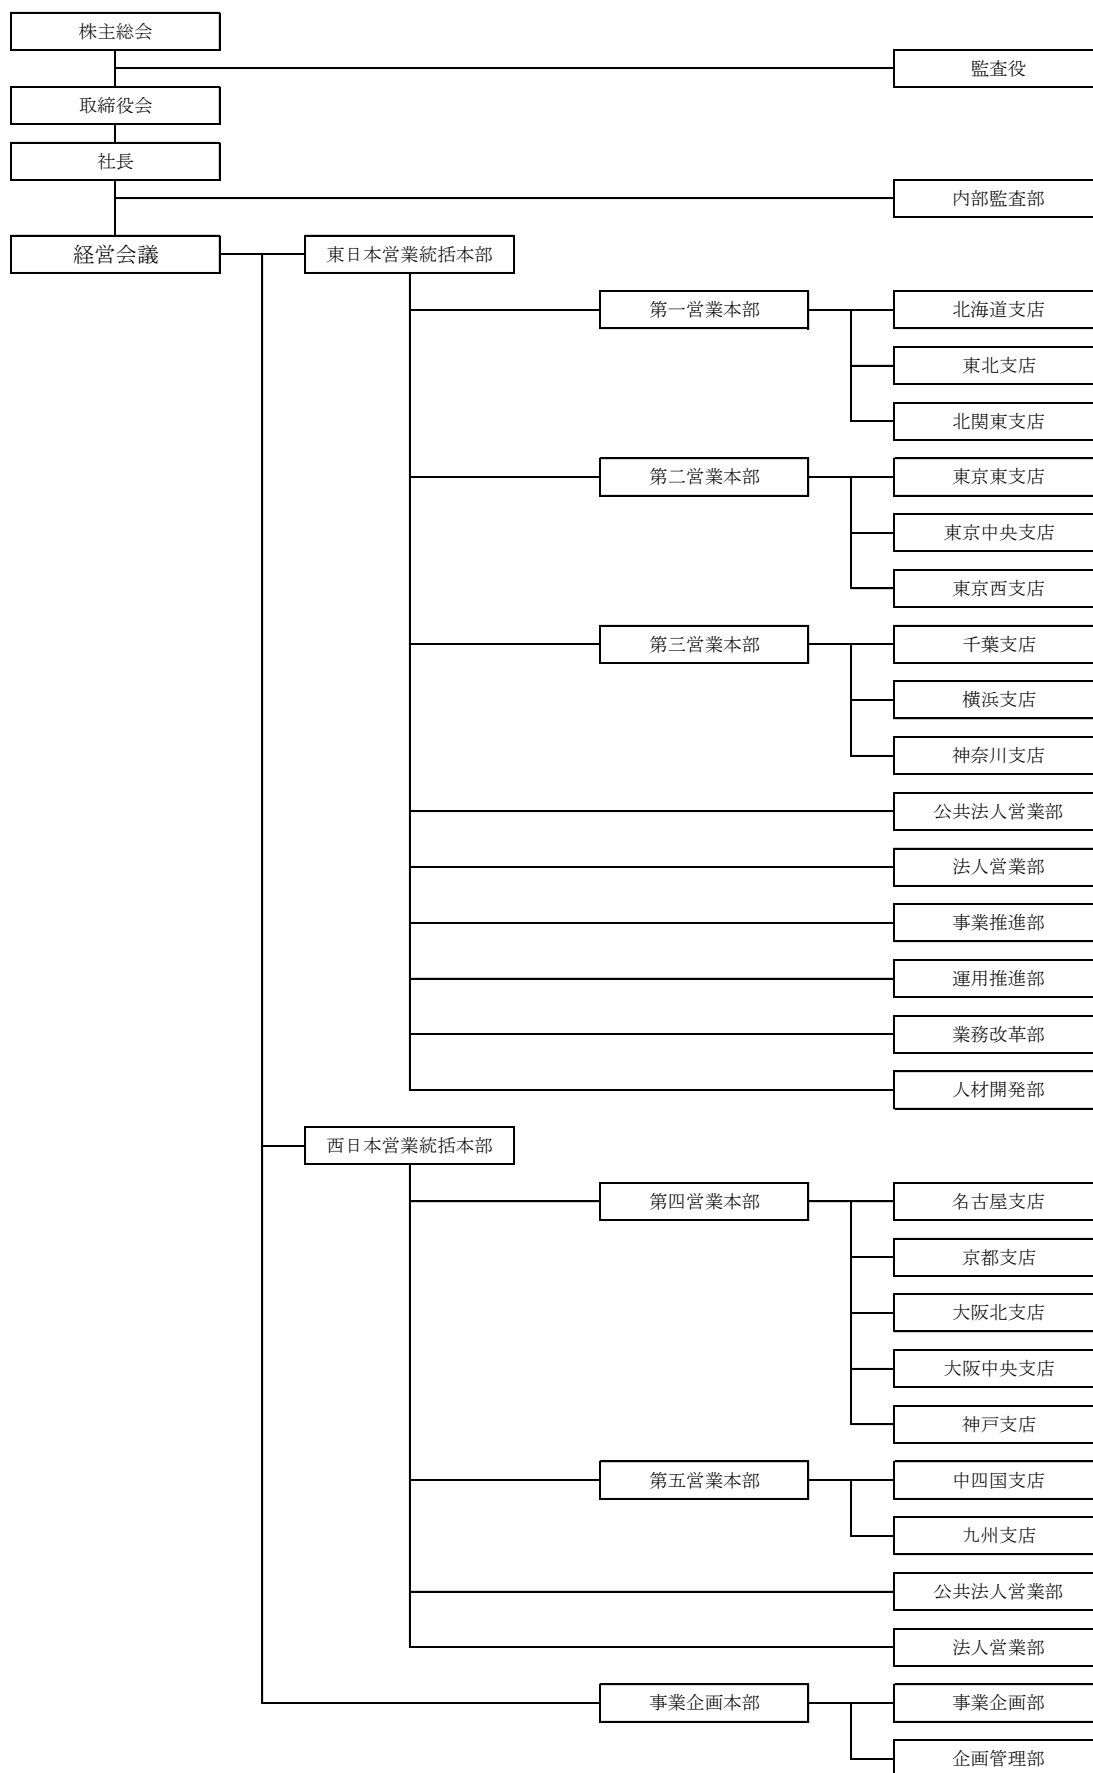 株主総会
監査役
取締役会
社長
内部監査部
経営会議
東日本営業統括本部
第一営業本部
北海道支店
東北支店
北関東支店
第二営業本部
東京東支店
東京中央支店
東京西支店
第三営業本部
千葉支店
横浜支店
神奈川支店
公共法人営業部
法人営業部
事業推進部
運用推進部
業務改革部
人材開発部
西日本営業統括本部
第四営業本部
名古屋支店
京都支店
大阪北支店
大阪中央支店
神戸支店
第五営業本部
中四国支店
九州支店
公共法人営業部
法人営業部
事業企画本部
事業企画部
企画管理部